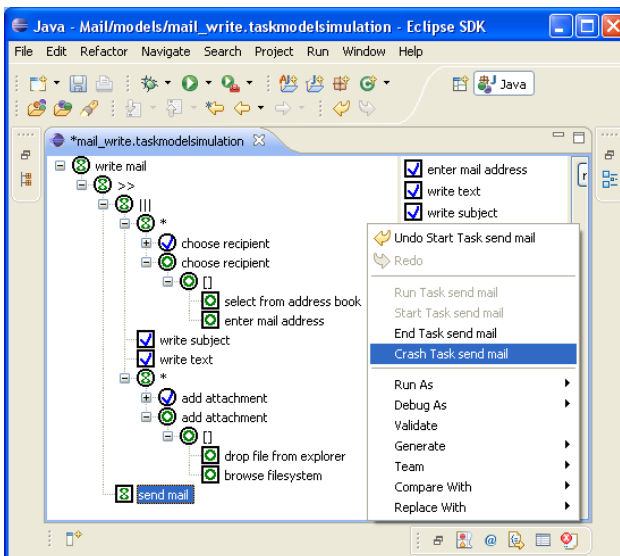 Java - Mail/models/mail_write.taskmodelsimulation - Eclipse SDK
File Edit Refactor Navigate Search Project Run Window Help
Java
*mail_write.taskmodelsimulation
write mail
>>
|||
*
choose recipient
choose recipient
[]
select from address book
enter mail address
write subject
write text
*
add attachment
add attachment
[]
drop file from explorer
browse filesystem
send mail
enter mail address
write text
write subject
Undo Start Task send mail
Redo
Run Task send mail
Start Task send mail
End Task send mail
Crash Task send mail
Run As
Debug As
Validate
Generate
Team
Compare With
Replace With